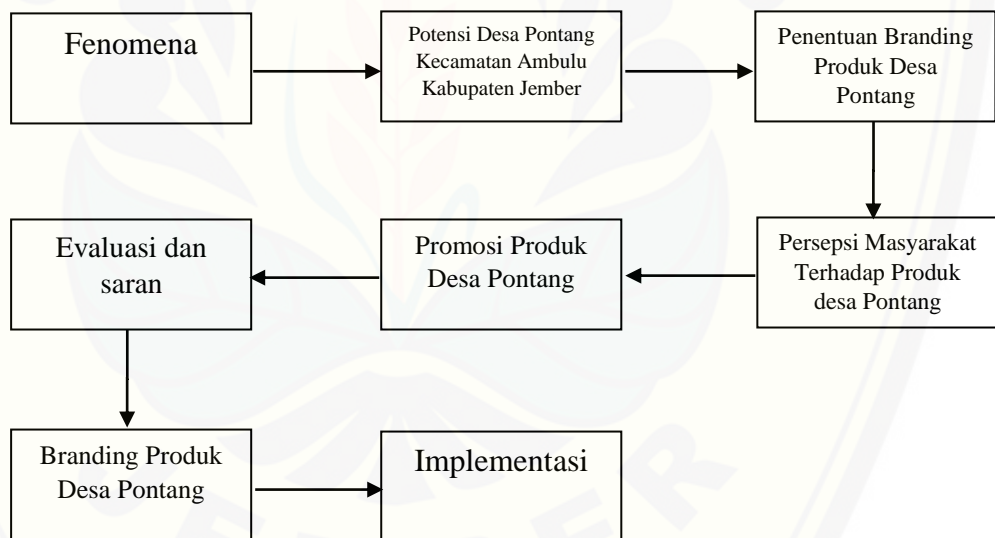 Fenomena
Potensi Desa Pontang
Kecamatan Ambulu
Kabupaten Jember
Penentuan Branding
Produk Desa
Pontang
Persepsi Masyarakat
Terhadap Produk
desa Pontang
Promosi Produk
Desa Pontang
Evaluasi dan
saran
Branding Produk
Desa Pontang
Implementasi